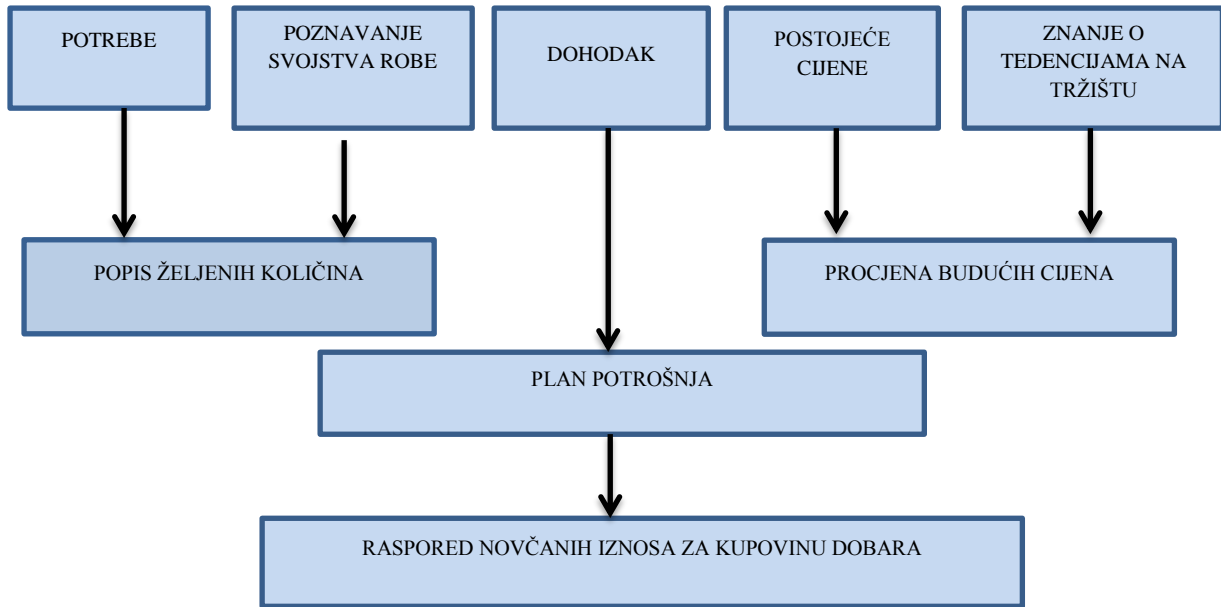 POTREBE
POZNAVANJE
SVOJSTVA ROBE
DOHODAK
POSTOJEĆE
CIJENE
ZNANJE O
TEDENCIJAMA NA
TRŽIŠTU
POPIS ŽELJENIH KOLIČINA
PROCJENA BUDUĆIH CIJENA
PLAN POTROŠNJA
RASPORED NOVČANIH IZNOSA ZA KUPOVINU DOBARA